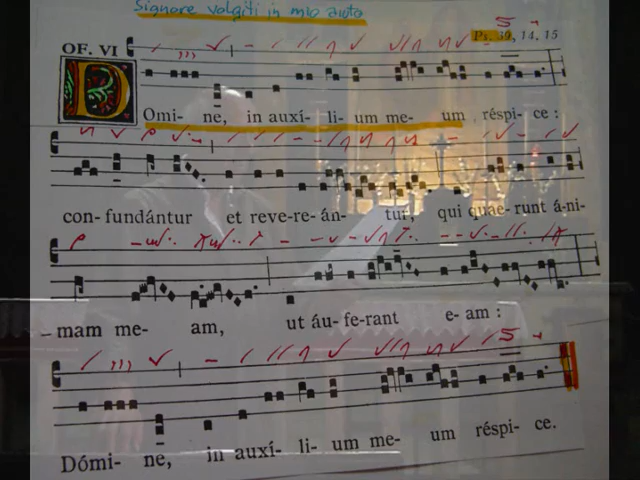 Signore volgiti in mio aiuto
OF. VI
Ps. 39, 14. 15
DOmi- ne, in auxí- li- um me- um réspi- ce :
con- fundántur et reve-re- án- tur, qui quae- runt á-ni-
mam me- am, ut áu- fe-rant e- am :
Dómi- ne, in auxí- li- um me- um réspi- ce.